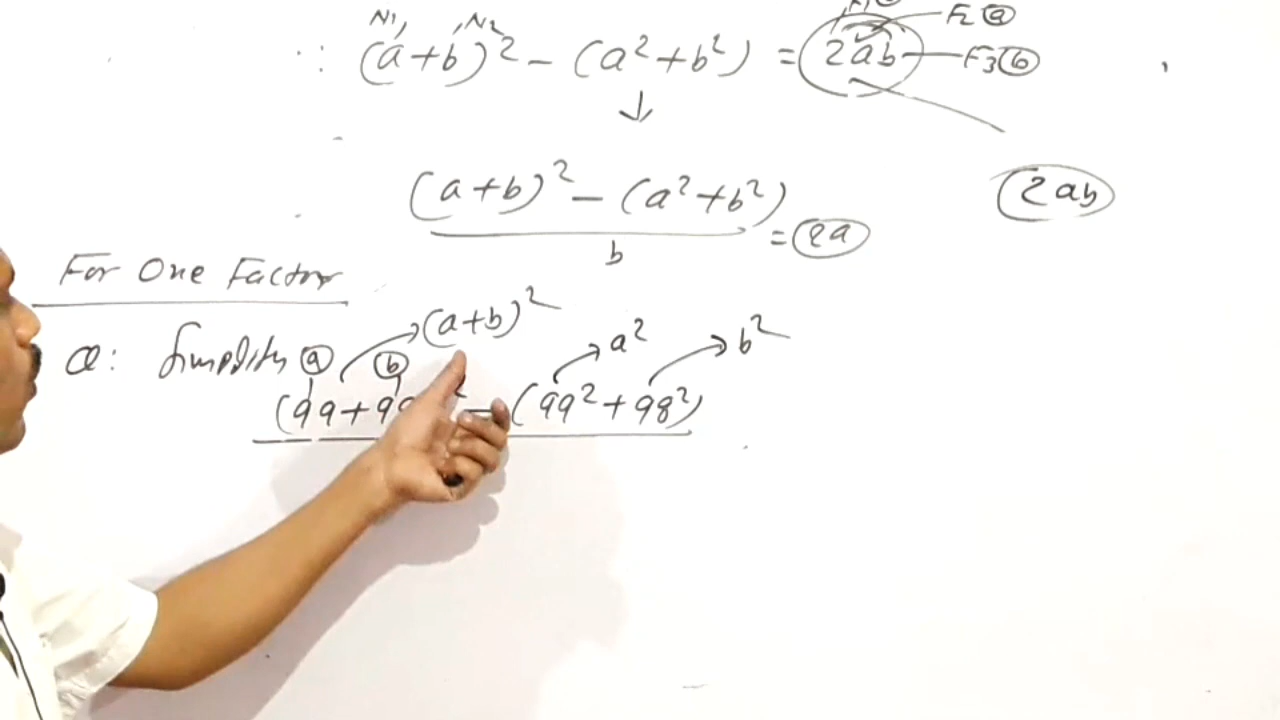 N1, ,N2 F2 (a)
∴ (a+b)² - (a²+b²) = 2ab F3 (b)
↓
(a+b)² - (a²+b²) / b = 2a
2ab
For One Factor
(a+b)² a² b²
Q: Simplify (a) (b)
(99+9 ² - (99²+98²)